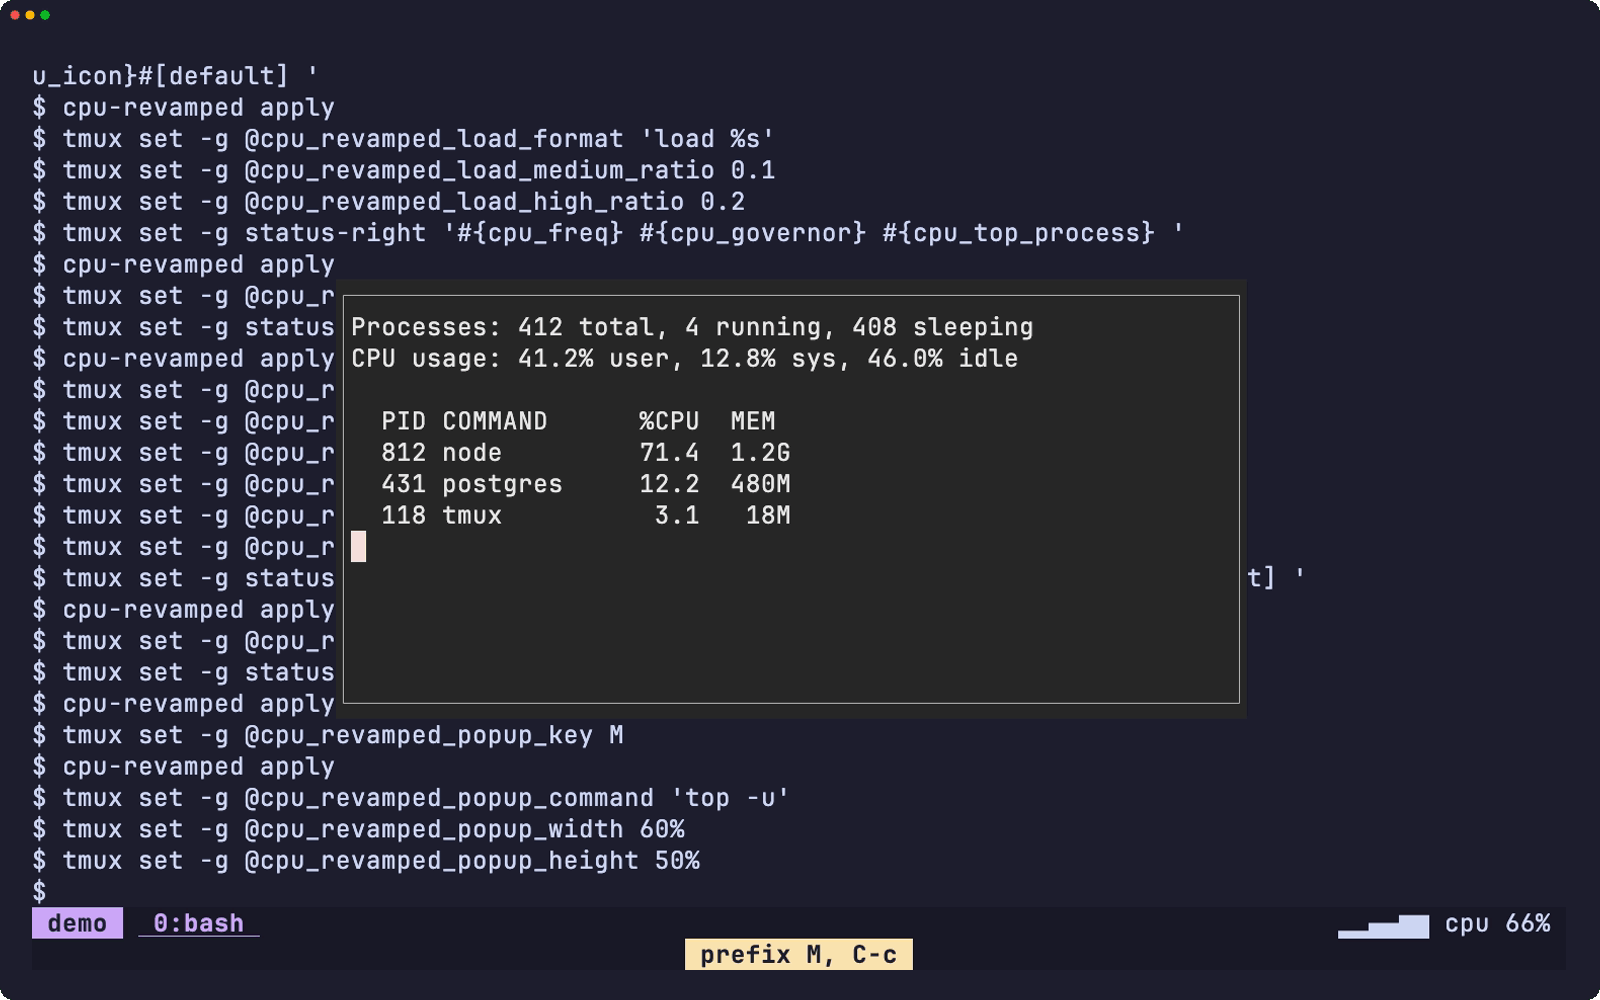 u_icon}#[default] '
$ cpu-revamped apply
$ tmux set -g @cpu_revamped_load_format 'load %s'
$ tmux set -g @cpu_revamped_load_medium_ratio 0.1
$ tmux set -g @cpu_revamped_load_high_ratio 0.2
$ tmux set -g status-right '#{cpu_freq} #{cpu_governor} #{cpu_top_process} '
$ cpu-revamped apply
$ tmux set -g @cpu_r
$ tmux set -g status
$ cpu-revamped apply
$ tmux set -g @cpu_r
$ tmux set -g @cpu_r
$ tmux set -g @cpu_r
$ tmux set -g @cpu_r
$ tmux set -g @cpu_r
$ tmux set -g @cpu_r
$ tmux set -g status t] '
$ cpu-revamped apply
$ tmux set -g @cpu_r
$ tmux set -g status
$ cpu-revamped apply
Processes: 412 total, 4 running, 408 sleeping
CPU usage: 41.2% user, 12.8% sys, 46.0% idle
PID COMMAND %CPU MEM
812 node 71.4 1.2G
431 postgres 12.2 480M
118 tmux 3.1 18M
$ tmux set -g @cpu_revamped_popup_key M
$ cpu-revamped apply
$ tmux set -g @cpu_revamped_popup_command 'top -u'
$ tmux set -g @cpu_revamped_popup_width 60%
$ tmux set -g @cpu_revamped_popup_height 50%
$
demo 0:bash cpu 66%
prefix M, C-c